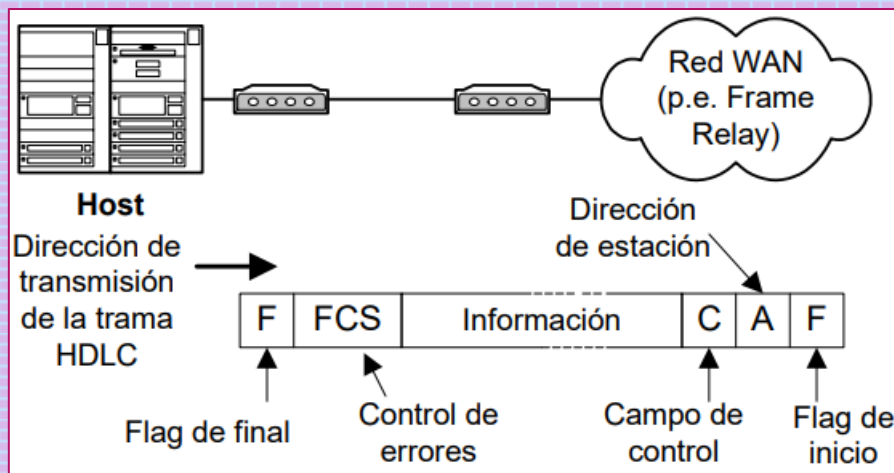 Red WAN
(p.e. Frame
Relay)
Host
Dirección de
transmisión
de la trama
HDLC
Dirección
de estación
F FCS Información C A F
Flag de final
Control de
errores
Campo de
control
Flag de
inicio